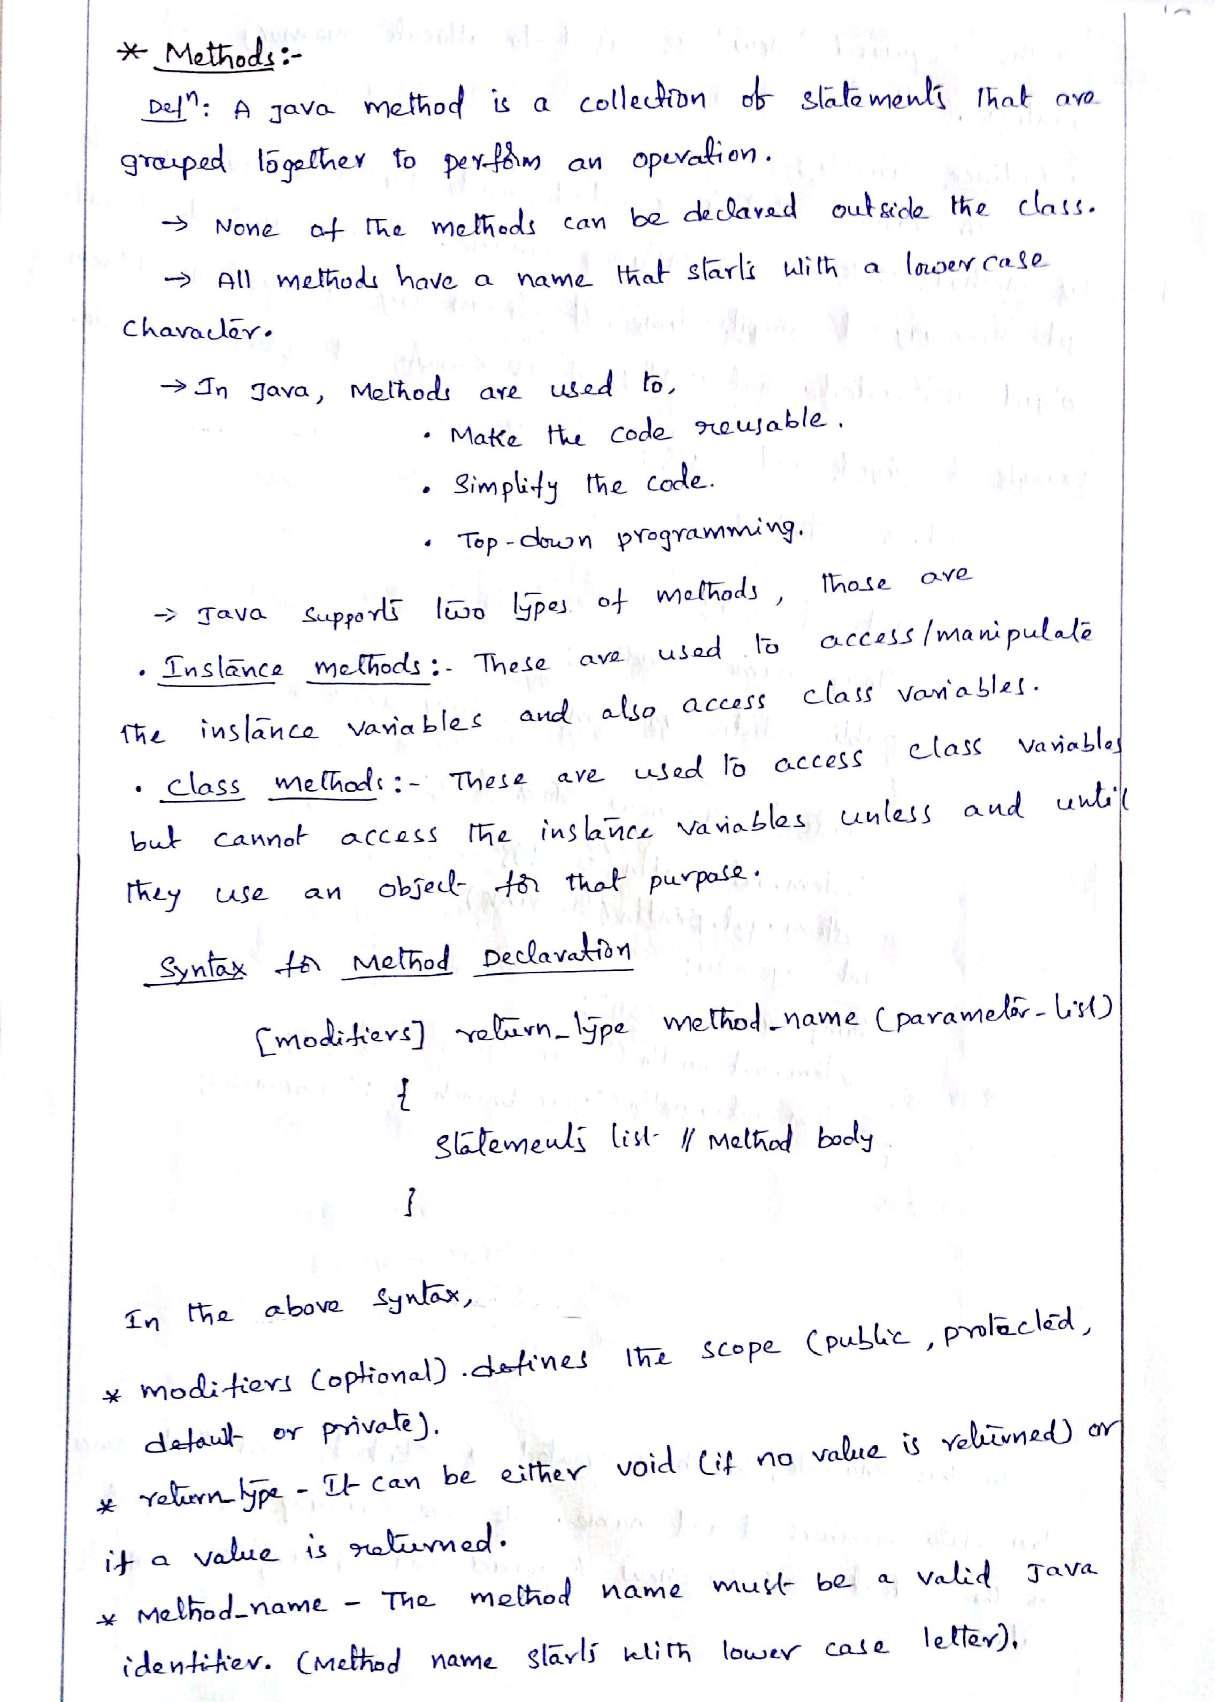 * Methods :-
Defⁿ: A Java method is a collection of statements that are
grouped together to perform an operation.
→ None of the methods can be declared outside the class.
→ All methods have a name that starts with a lower case
character.
→ In Java, Methods are used to,
• Make the code reusable.
• Simplify the code.
• Top-down programming.
→ Java supports two types of methods, those are
• Instance methods :- These are used to access/manipulate
the instance variables and also access class variables.
• class methods :- These are used to access class variables
but cannot access the instance variables unless and until
they use an object for that purpose.
Syntax for Method Declaration
[modifiers] return_type method_name (parameter-list)
{
Statements list // Method body
}
In the above syntax,
* modifiers (optional). defines the scope (public, protected,
default or private).
* return_type - It can be either void (if no value is returned) or
if a value is returned.
* Method_name - The method name must be a valid Java
identifier. (Method name starts with lower case letter).